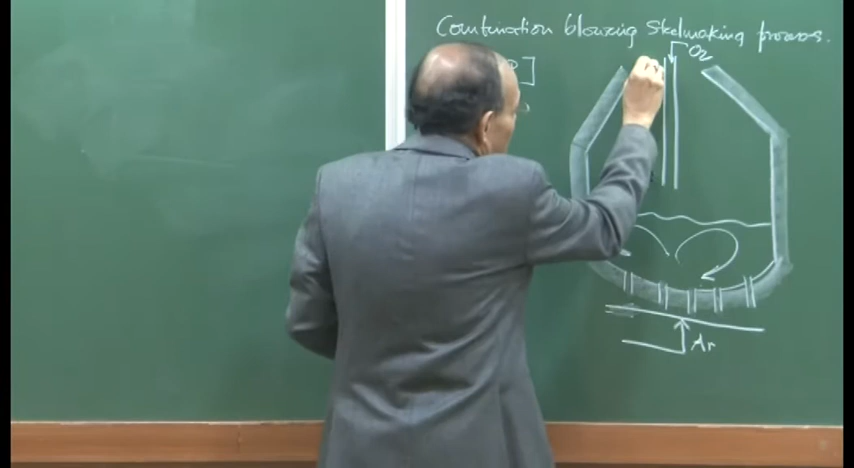 Combination blowing Steelmaking process.
O2
P]
Ar